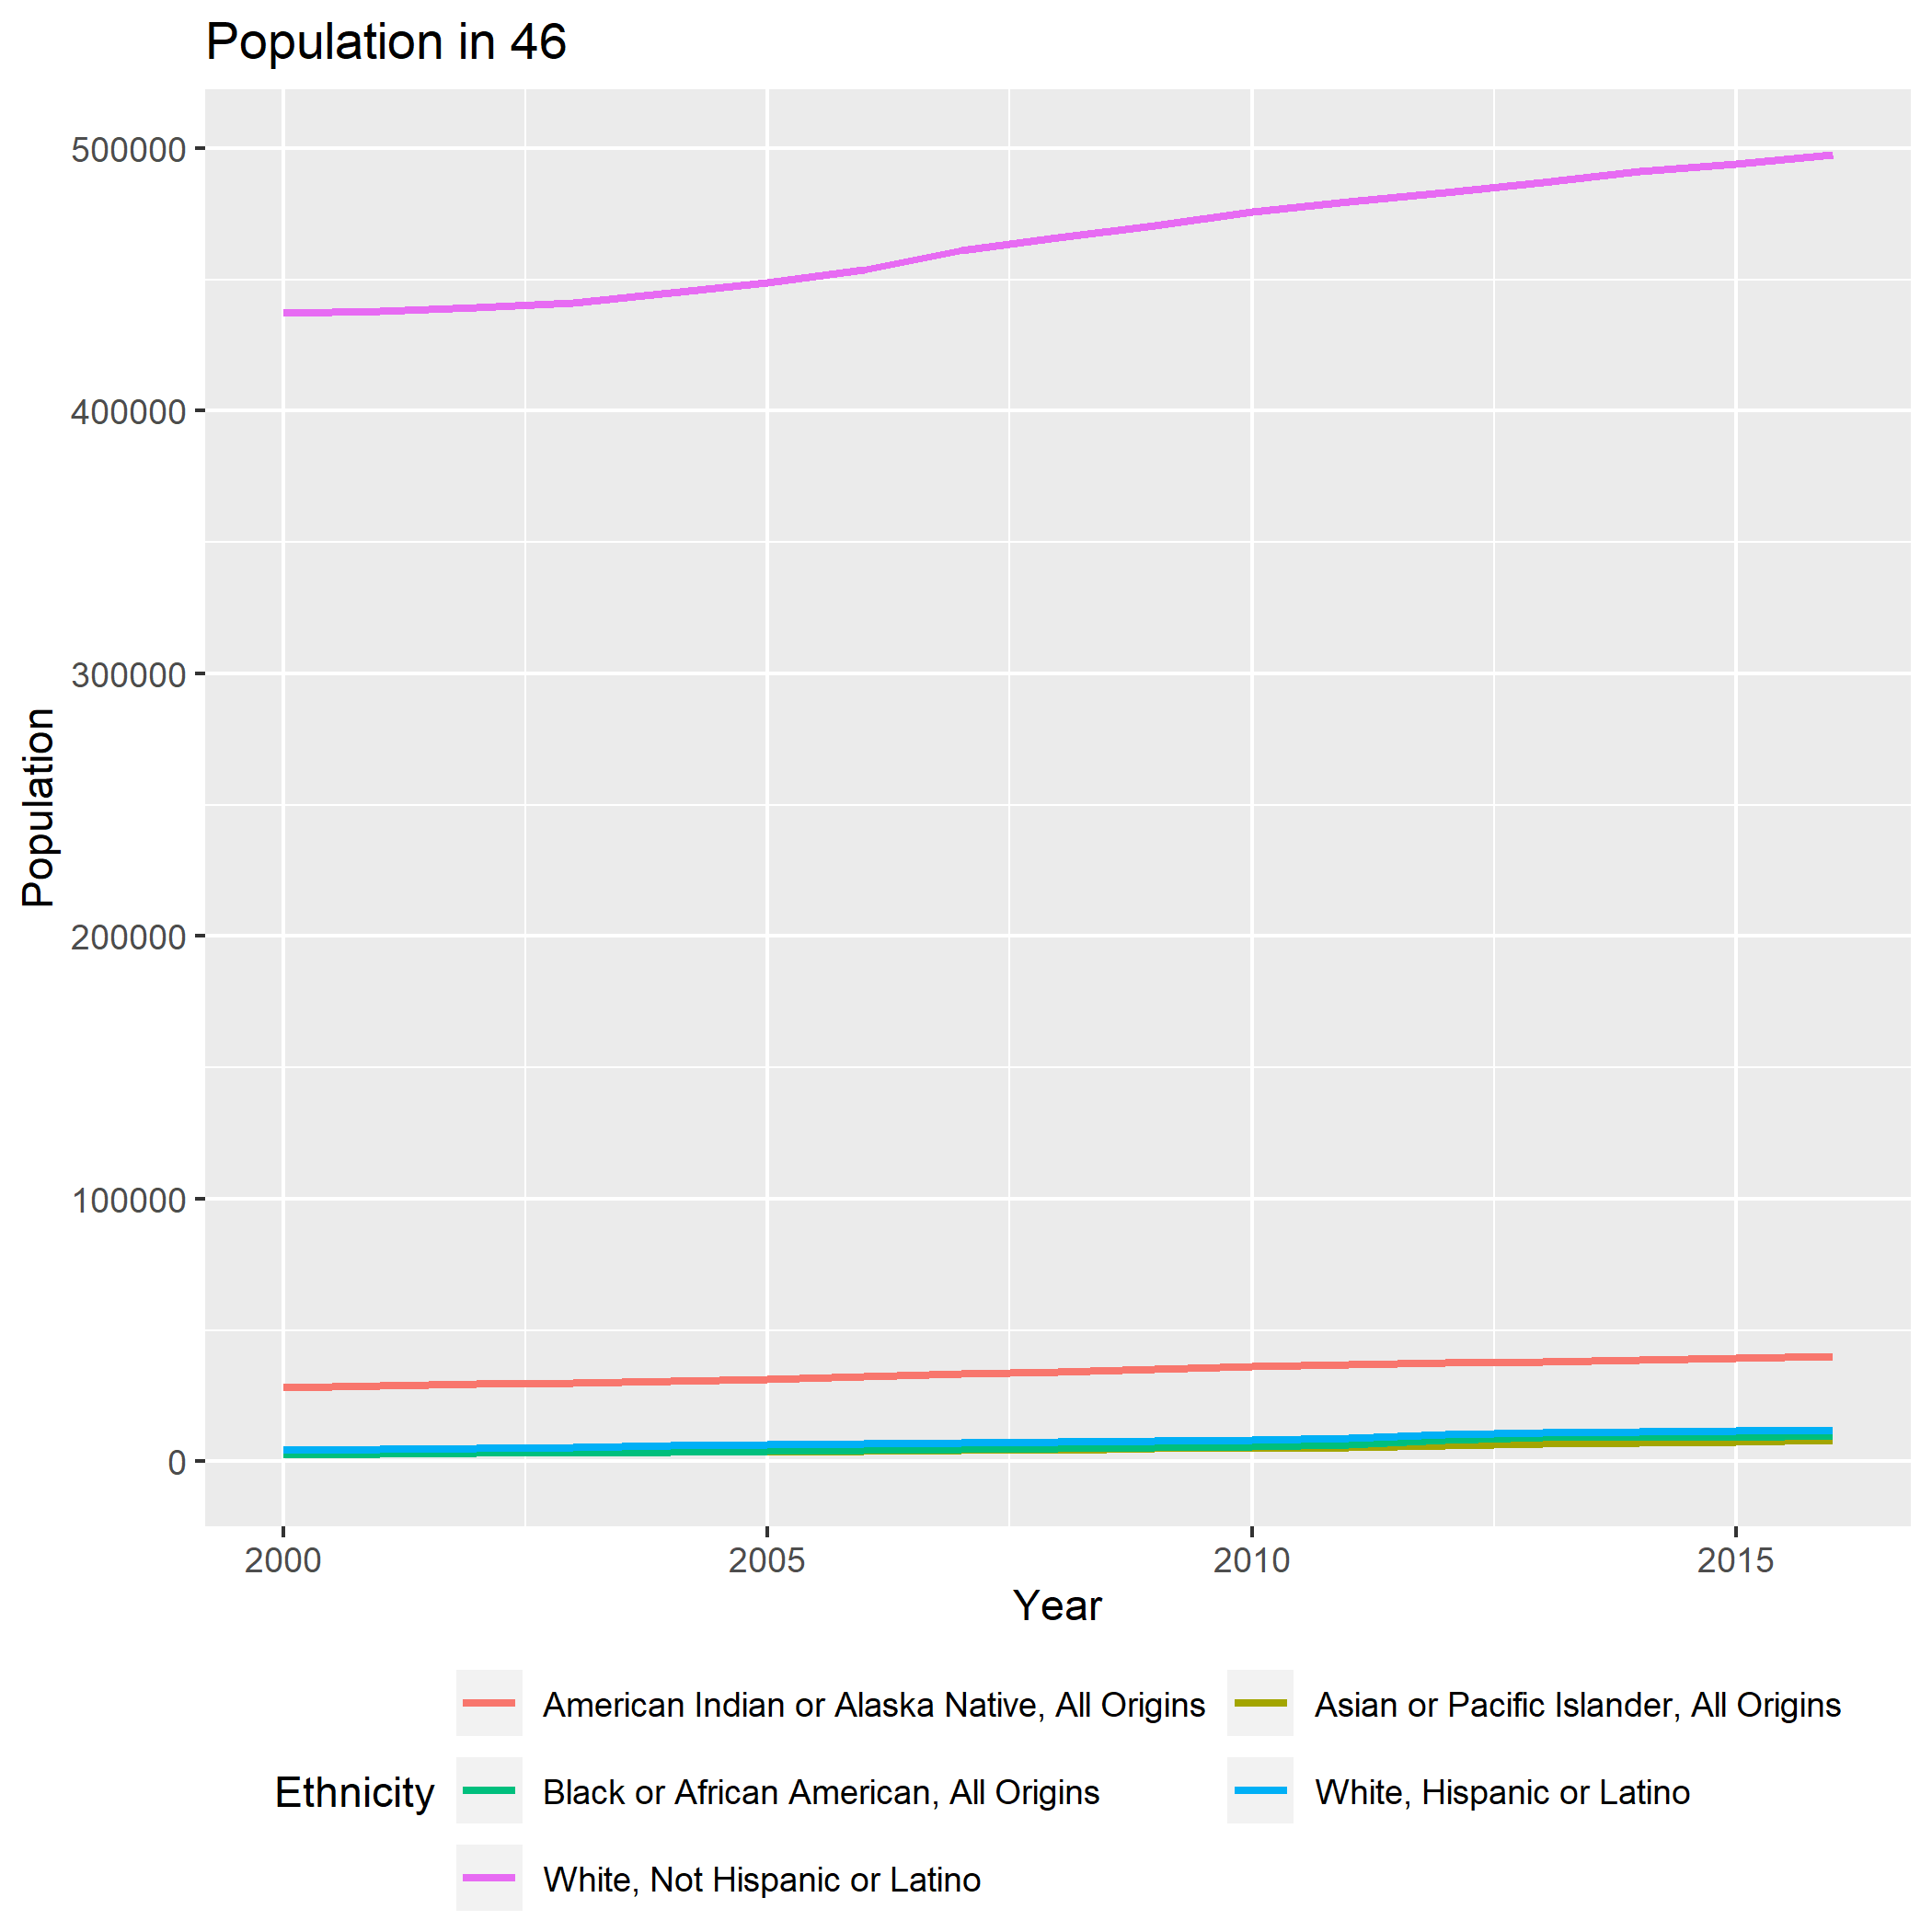 Population in 46
500000
400000
300000
200000
100000
0
Population
2000 2005 2010 2015
Year
Ethnicity
American Indian or Alaska Native, All Origins
Asian or Pacific Islander, All Origins
Black or African American, All Origins
White, Hispanic or Latino
White, Not Hispanic or Latino